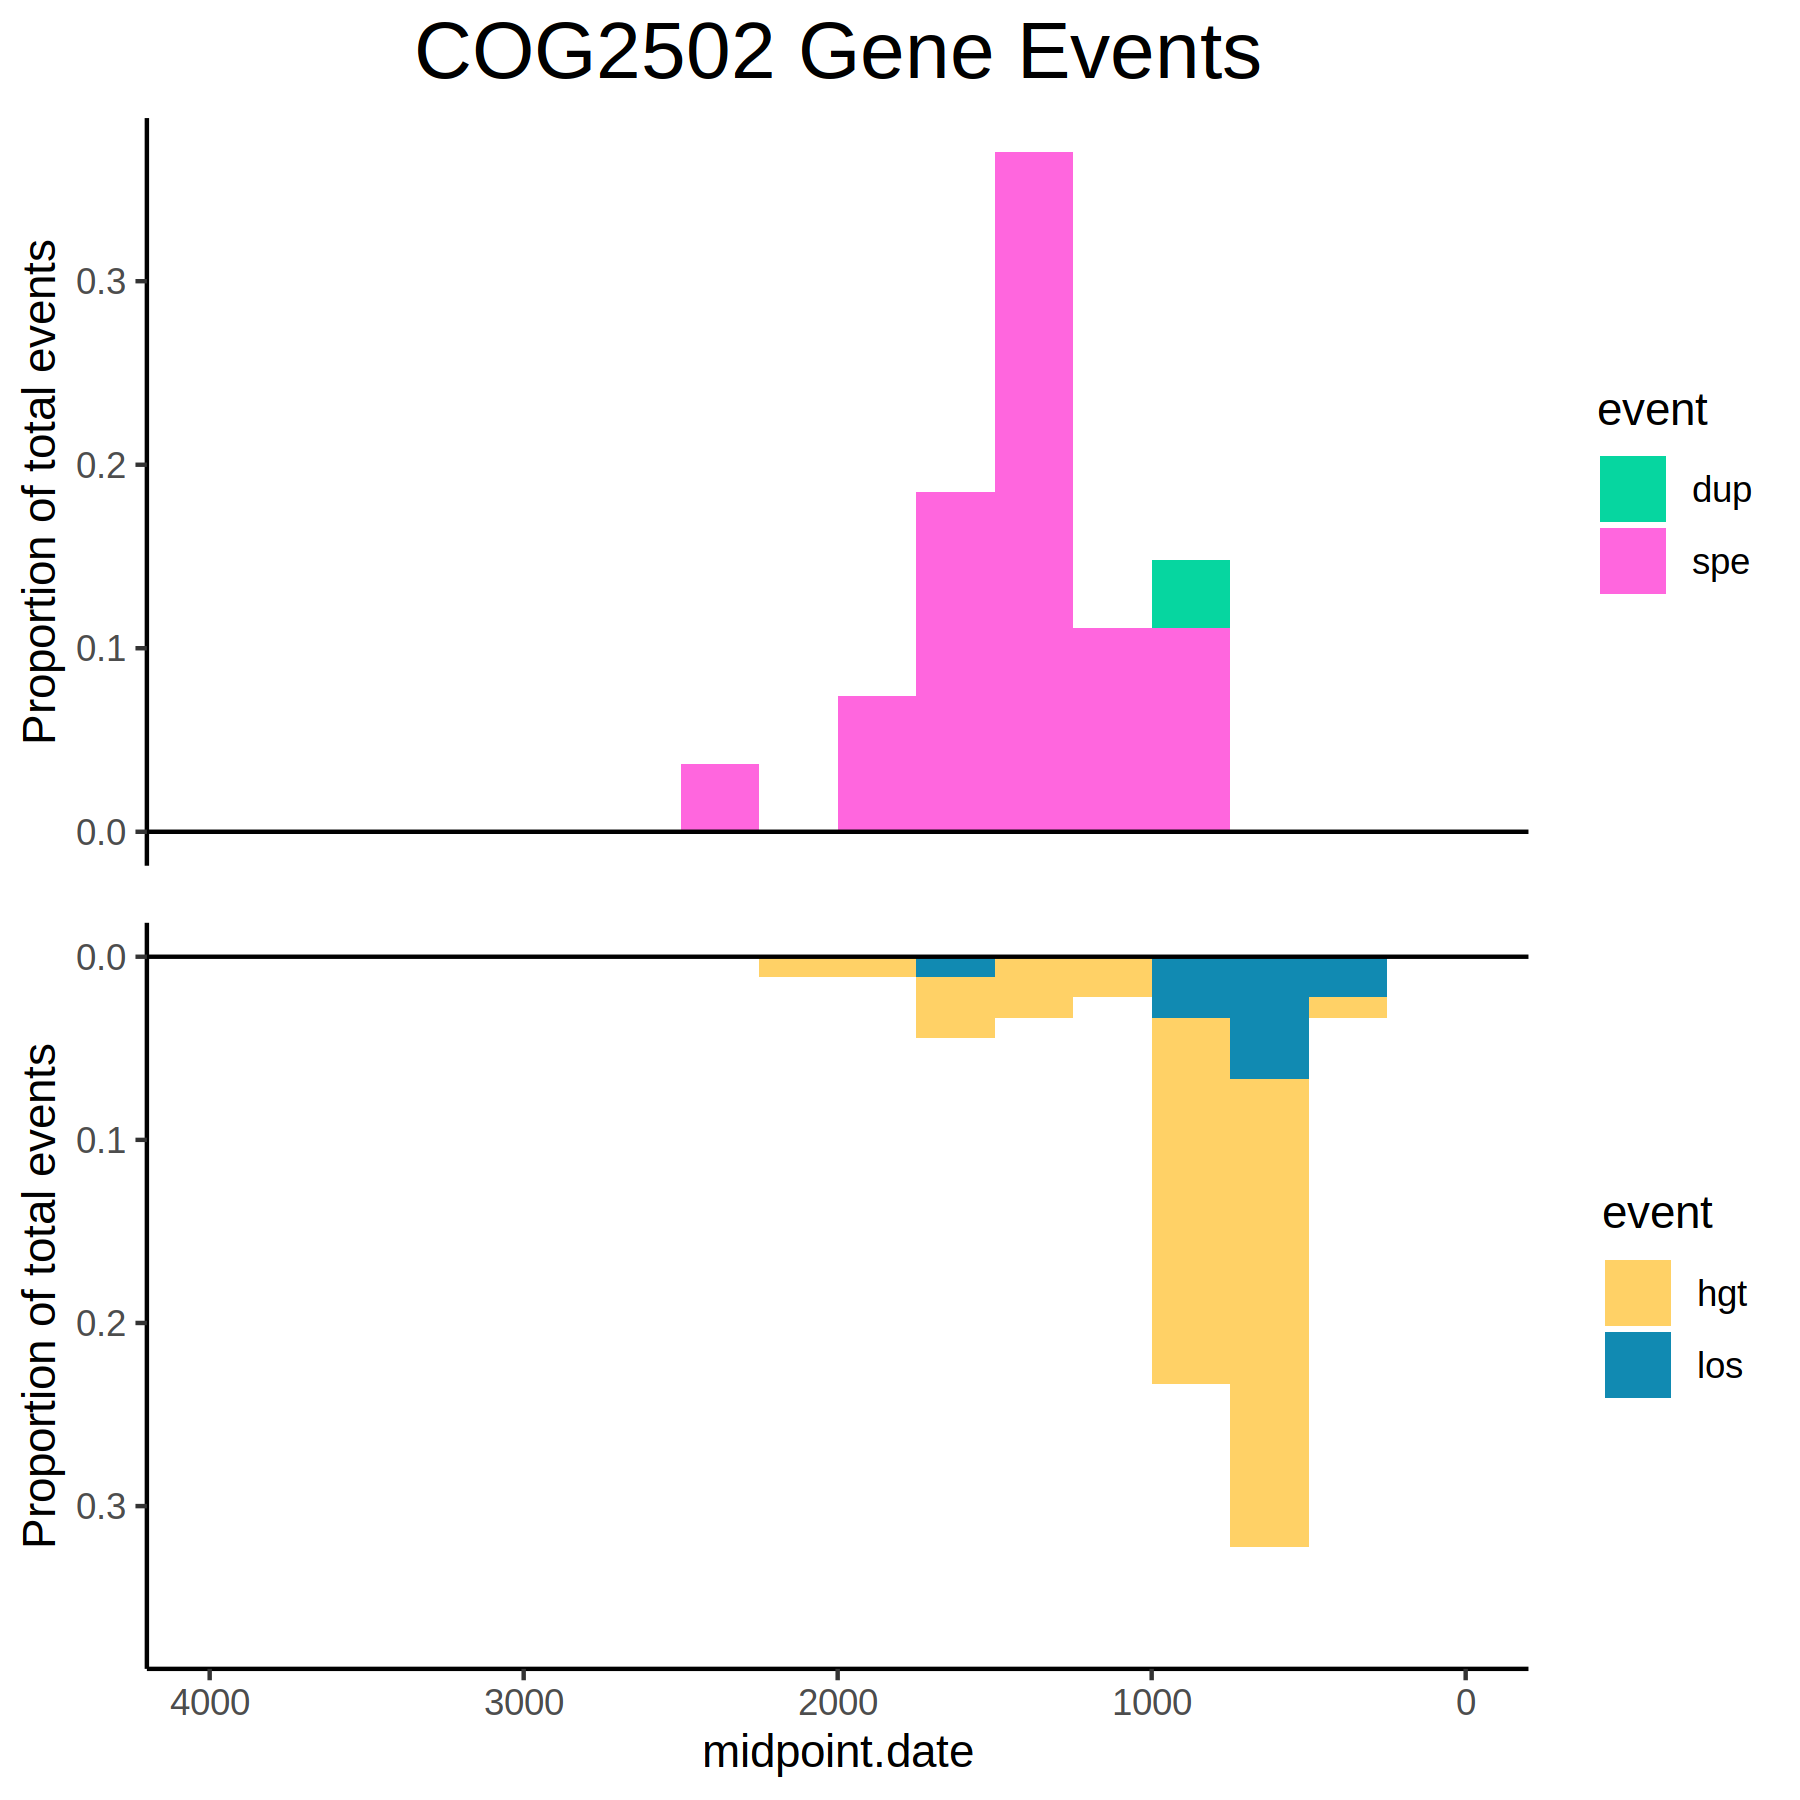 COG2502 Gene Events
Proportion of total events
0.3
0.2
0.1
0.0
event
dup
spe
Proportion of total events
0.0
0.1
0.2
0.3
event
hgt
los
4000 3000 2000 1000 0
midpoint.date